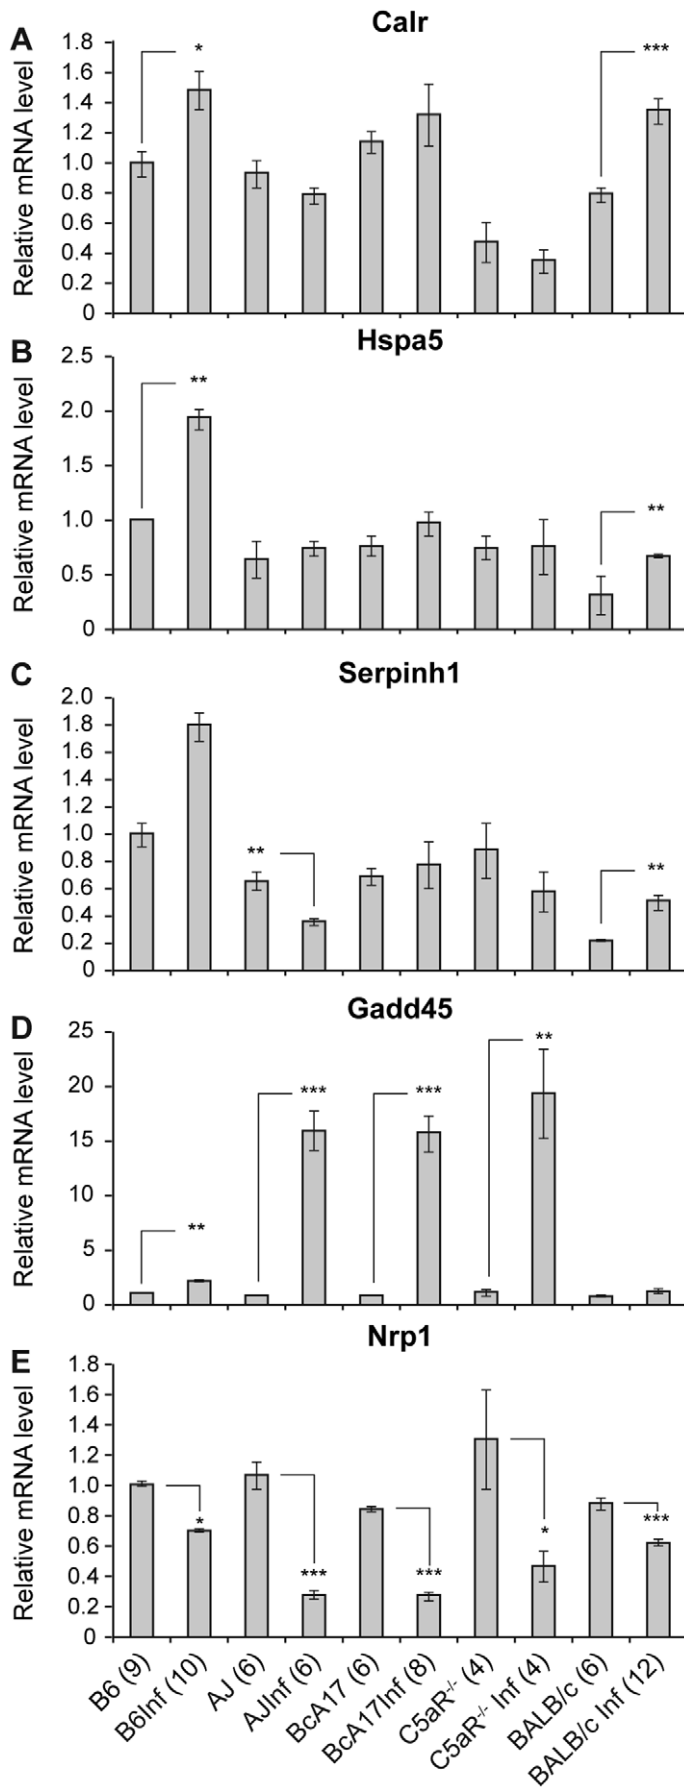 A
Calr
Relative mRNA level
1.8
1.6
1.4
1.2
1.0
0.8
0.6
0.4
0.2
0
*
***
B
Hspa5
Relative mRNA level
2.5
2.0
1.5
1.0
0.5
0
**
**
C
Serpinh1
Relative mRNA level
2.0
1.8
1.6
1.4
1.2
1.0
0.8
0.6
0.4
0.2
0
**
**
D
Gadd45
Relative mRNA level
25
20
15
10
5
0
**
***
***
**
E
Nrp1
Relative mRNA level
1.8
1.6
1.4
1.2
1.0
0.8
0.6
0.4
0.2
0
*
***
***
*
***
B6 (9)
B6Inf (10)
AJ (6)
AJInf (6)
BcA17 (6)
BcA17Inf (8)
C5aR-/- (4)
C5aR-/- Inf (4)
BALB/c (6)
BALB/c Inf (12)